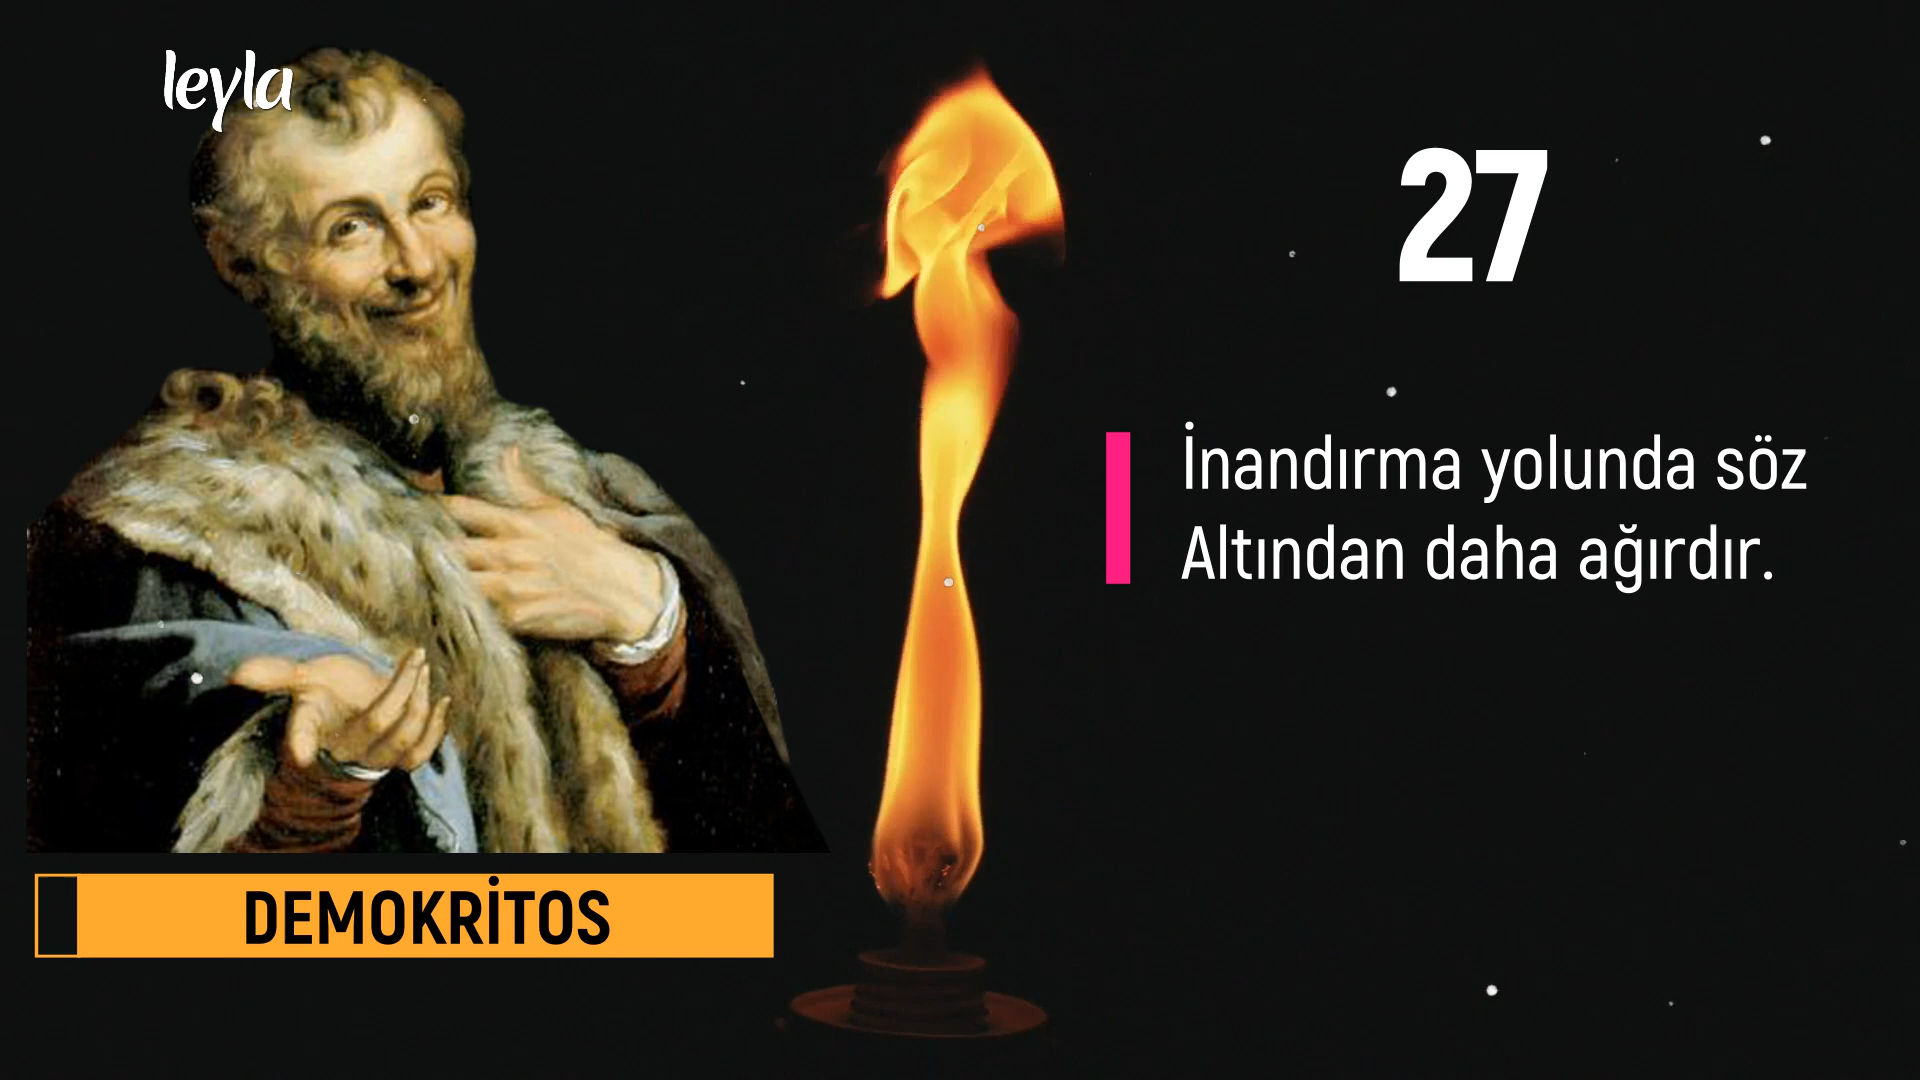 leyla
27
İnandırma yolunda söz
Altından daha ağırdır.
DEMOKRİTOS